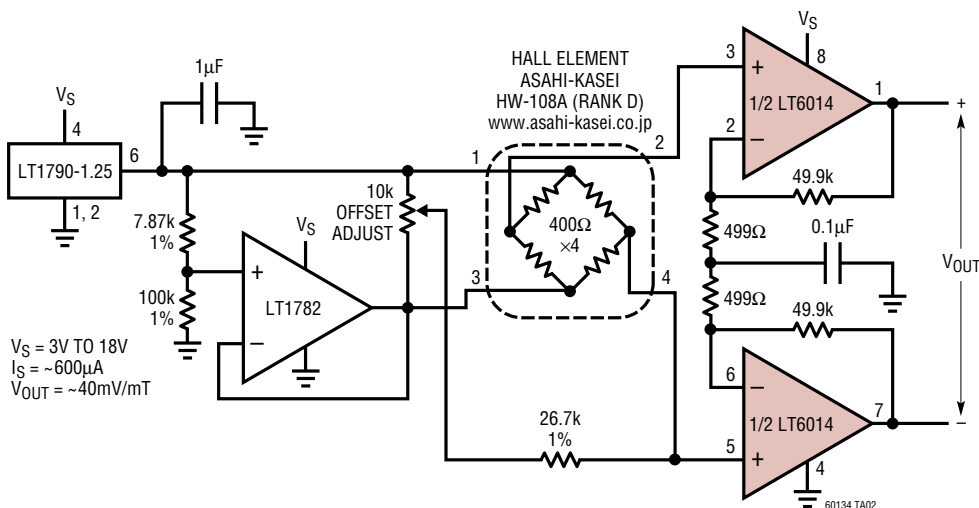 1µF
VS
4
LT1790-1.25
6
1, 2
7.87k
1%
100k
1%
VS
+
LT1782
–
VS = 3V TO 18V
IS = ~600µA
VOUT = ~40mV/mT
10k
OFFSET
ADJUST
HALL ELEMENT
ASAHI-KASEI
HW-108A (RANK D)
www.asahi-kasei.co.jp
1
2
400Ω
×4
3
4
26.7k
1%
VS
3
8
+
1/2 LT6014
1
2
–
49.9k
499Ω
0.1µF
499Ω
49.9k
6
–
1/2 LT6014
7
5
+
4
+
VOUT
–
60134 TA02